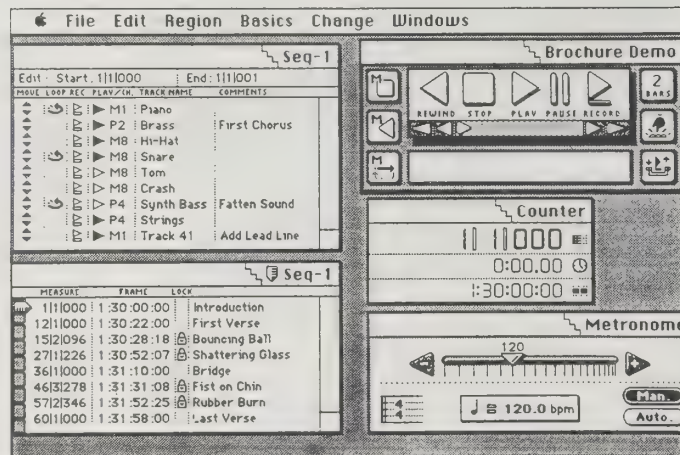 File Edit Region Basics Change Windows
Seq-1
Edit · Start: 1|1|000 End: 1|1|001
MOVE LOOP REC PLAY/CH. TRACK NAME COMMENTS
M1 Piano
P2 Brass First Chorus
M8 Hi-Hat
M8 Snare
M8 Tom
M8 Crash
P4 Synth Bass Fatten Sound
P4 Strings
M1 Track 41 Add Lead Line
Seq-1
MEASURE FRAME LOCK
1|1|000 1:30:00:00 Introduction
12|1|000 1:30:22:00 First Verse
15|2|096 1:30:28:18 Bouncing Ball
27|1|226 1:30:52:07 Shattering Glass
36|1|000 1:31:10:00 Bridge
46|3|278 1:31:31:08 Fist on Chin
57|2|346 1:31:52:25 Rubber Burn
60|1|000 1:31:58:00 Last Verse
Brochure Demo
M
M
M
REWIND STOP PLAY PAUSE RECORD
2
BARS
Counter
1|1|000
0:00.00
1:30:00:00
Metronome
120
4
4
♩ = 120.0 bpm
Man.
Auto.